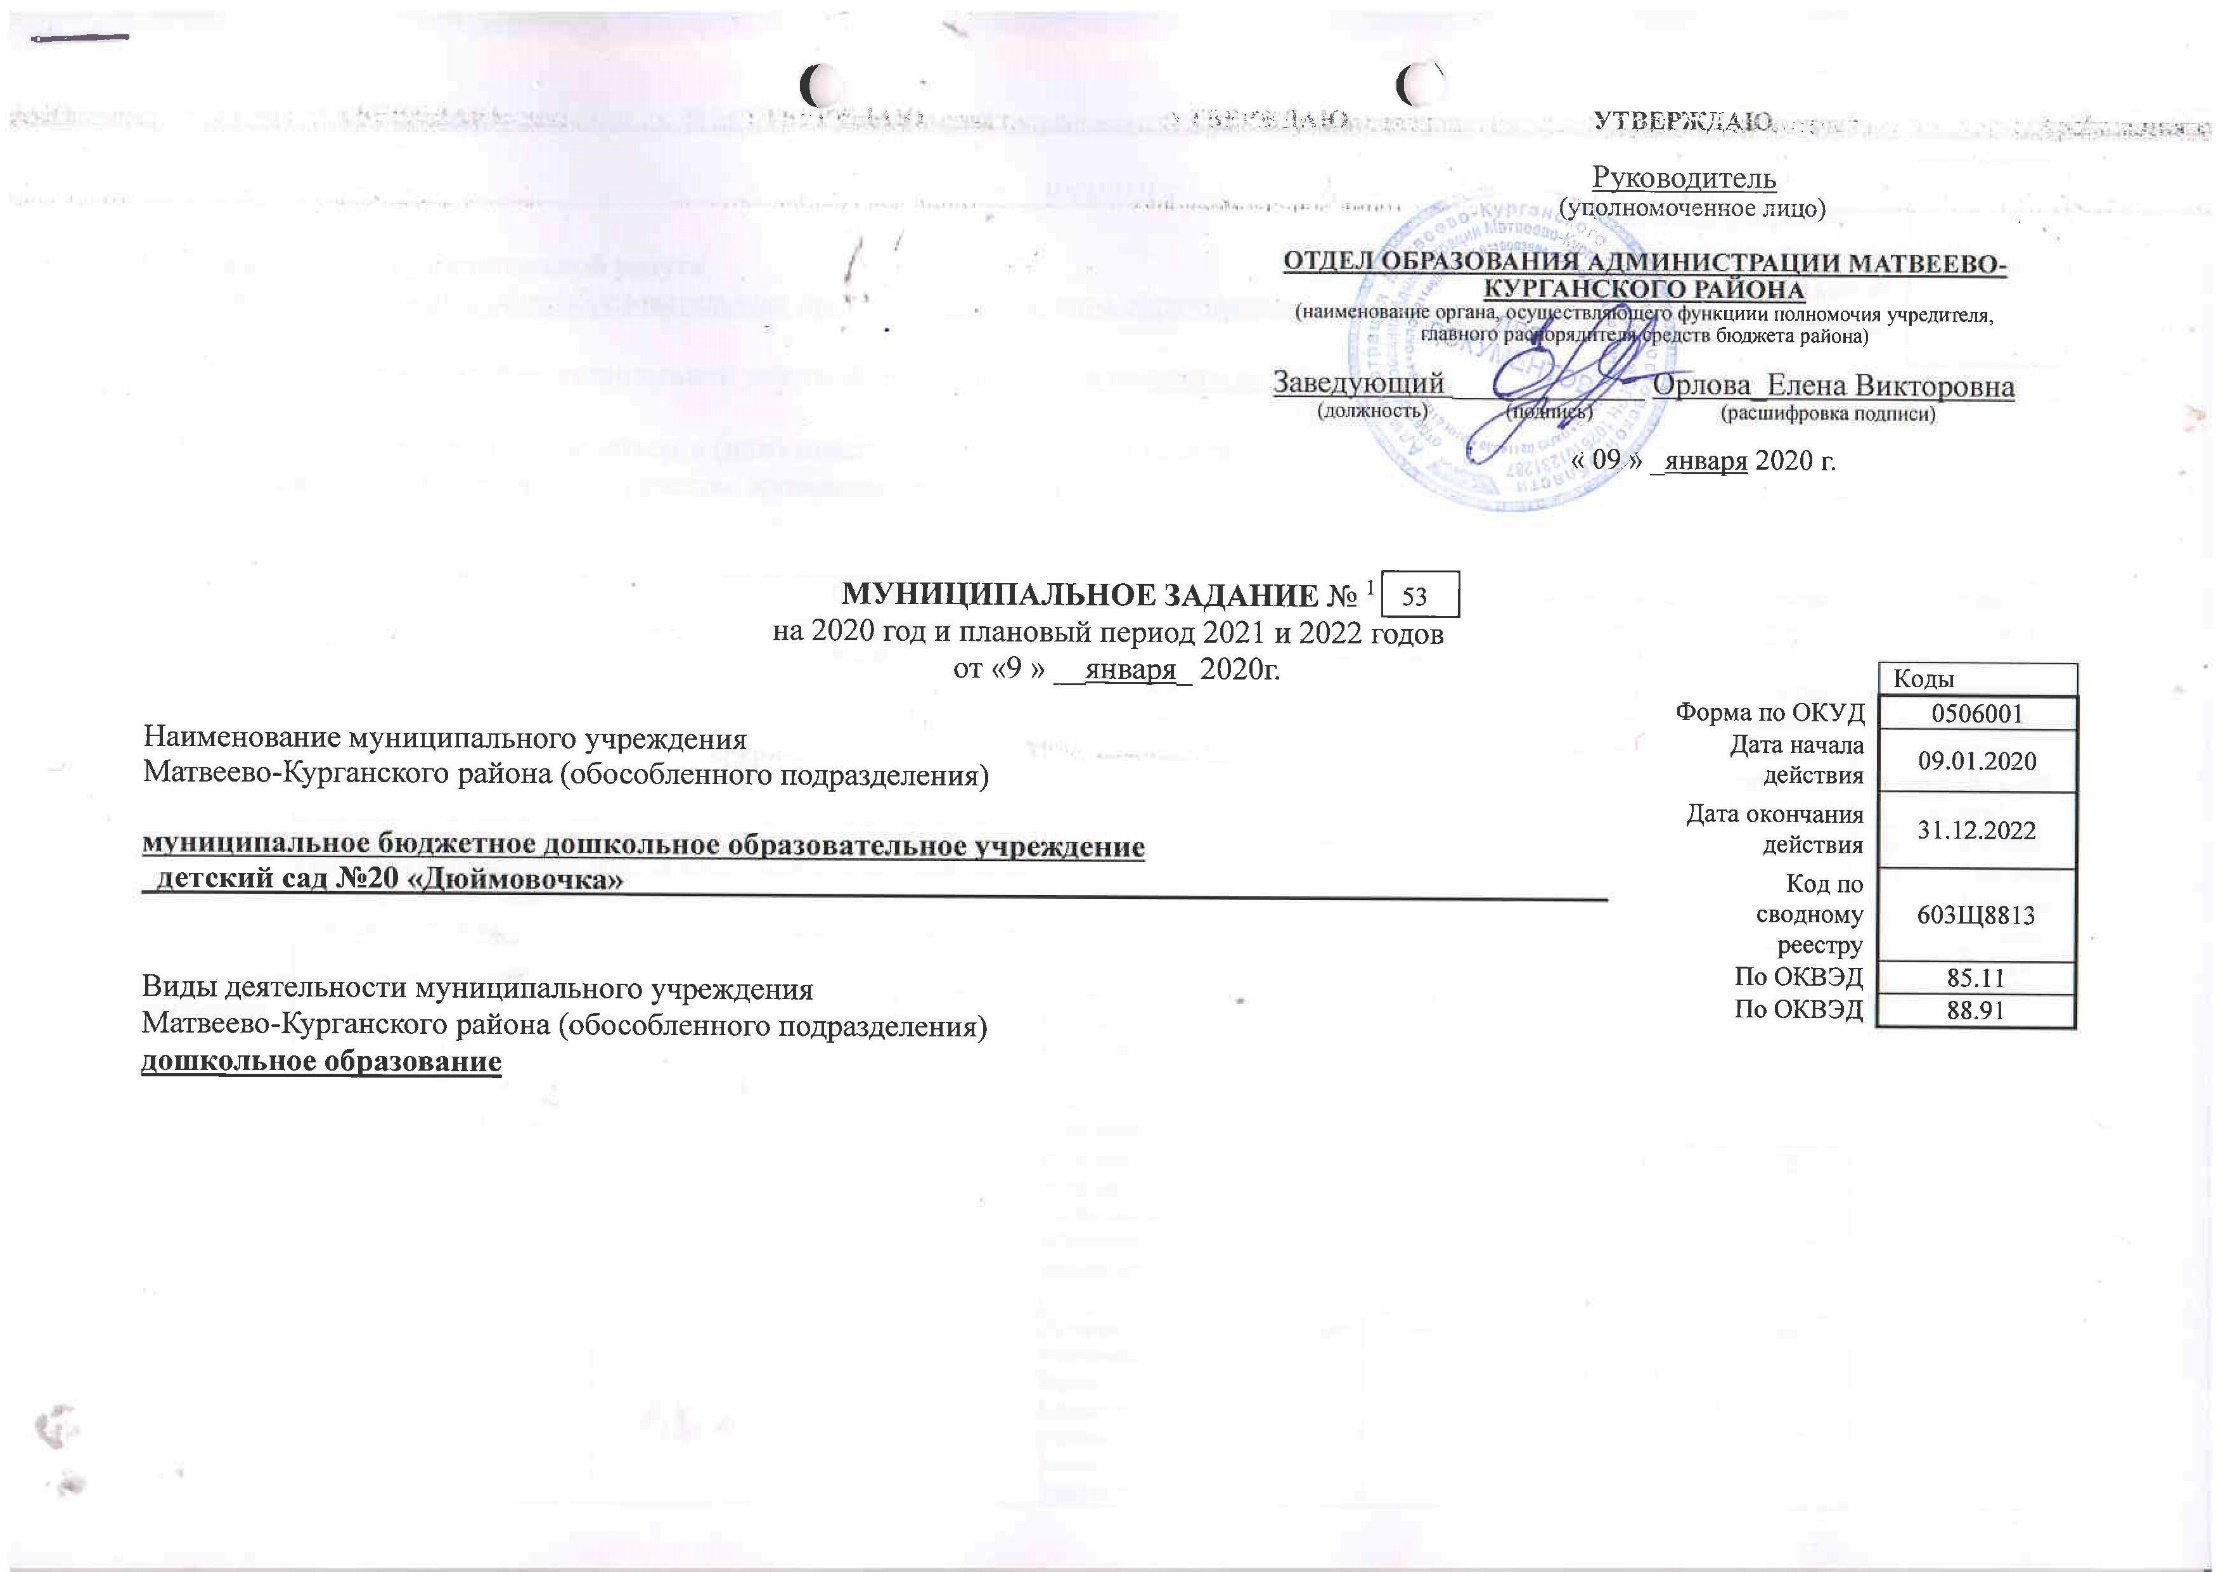 УТВЕРЖДАЮ
Руководитель
(уполномоченное лицо)
ОТДЕЛ ОБРАЗОВАНИЯ АДМИНИСТРАЦИИ МАТВЕЕВО-
КУРГАНСКОГО РАЙОНА
(наименование органа, осуществляющего функциии полномочия учредителя,
главного распорядителя средств бюджета района)
Заведующий ____________ Орлова_Елена Викторовна
(должность) (подпись) (расшифровка подписи)
« 09 » _января 2020 г.
МУНИЦИПАЛЬНОЕ ЗАДАНИЕ № 1 53
на 2020 год и плановый период 2021 и 2022 годов
от «9 » __января_ 2020г.
Коды
Форма по ОКУД 0506001
Дата начала
действия 09.01.2020
Дата окончания
действия 31.12.2022
Код по
сводному
реестру 603Щ8813
По ОКВЭД 85.11
По ОКВЭД 88.91
Наименование муниципального учреждения
Матвеево-Курганского района (обособленного подразделения)
муниципальное бюджетное дошкольное образовательное учреждение
детский сад №20 «Дюймовочка»
Виды деятельности муниципального учреждения
Матвеево-Курганского района (обособленного подразделения)
дошкольное образование